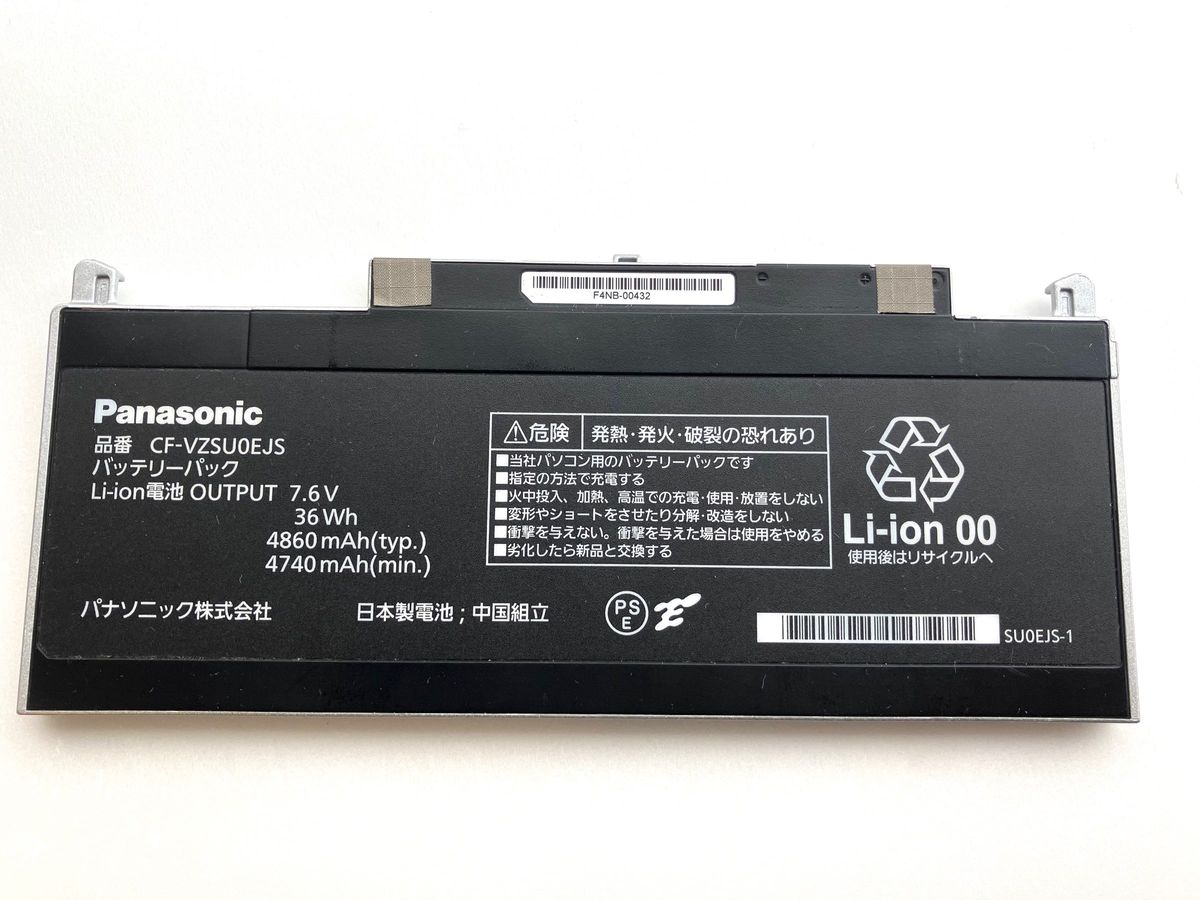 F4NB-00432
Panasonic
品番 CF-VZSU0EJS
バッテリーパック
Li-ion電池 OUTPUT 7.6 V
36 Wh
4860 mAh(typ.)
4740 mAh(min.)
パナソニック株式会社
日本製電池；中国組立
危険 発熱・発火・破裂の恐れあり
■当社パソコン用のバッテリーパックです
■指定の方法で充電する
■火中投入、加熱、高温での充電・使用・放置をしない
■変形やショートをさせたり分解・改造をしない
■衝撃を与えない。衝撃を与えた場合は使用をやめる
■劣化したら新品と交換する
PS
E
Li-ion 00
使用後はリサイクルへ
SU0EJS-1